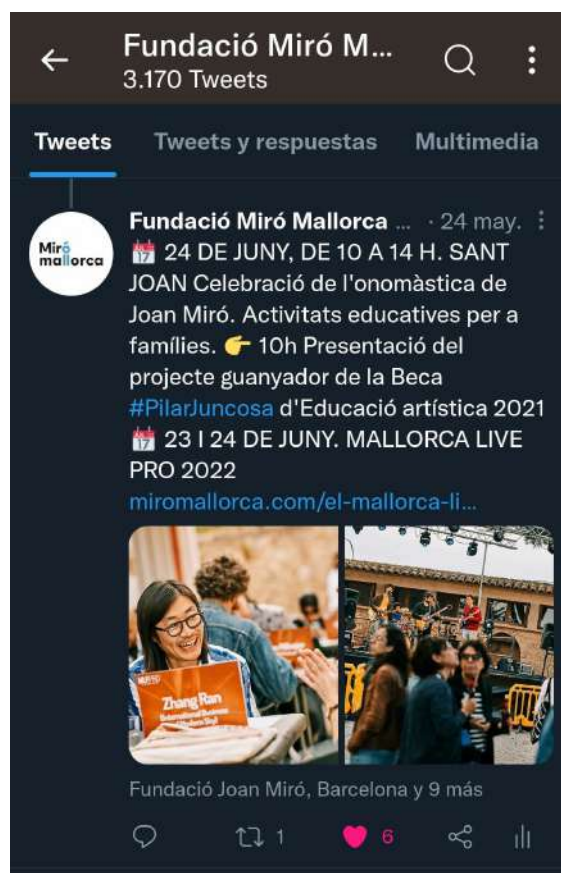 Fundació Miró M...
3.170 Tweets
Tweets
Tweets y respuestas
Multimedia
Miró
mallorca
Fundació Miró Mallorca ... · 24 may.
24 DE JUNY, DE 10 A 14 H. SANT
JOAN Celebració de l'onomàstica de
Joan Miró. Activitats educatives per a
famílies. 👉 10h Presentació del
projecte guanyador de la Beca
#PilarJuncosa d'Educació artística 2021
23 I 24 DE JUNY. MALLORCA LIVE
PRO 2022
miromallorca.com/el-mallorca-li...
Zhang Ran
International Business
Fundació Joan Miró, Barcelona y 9 más
1
6